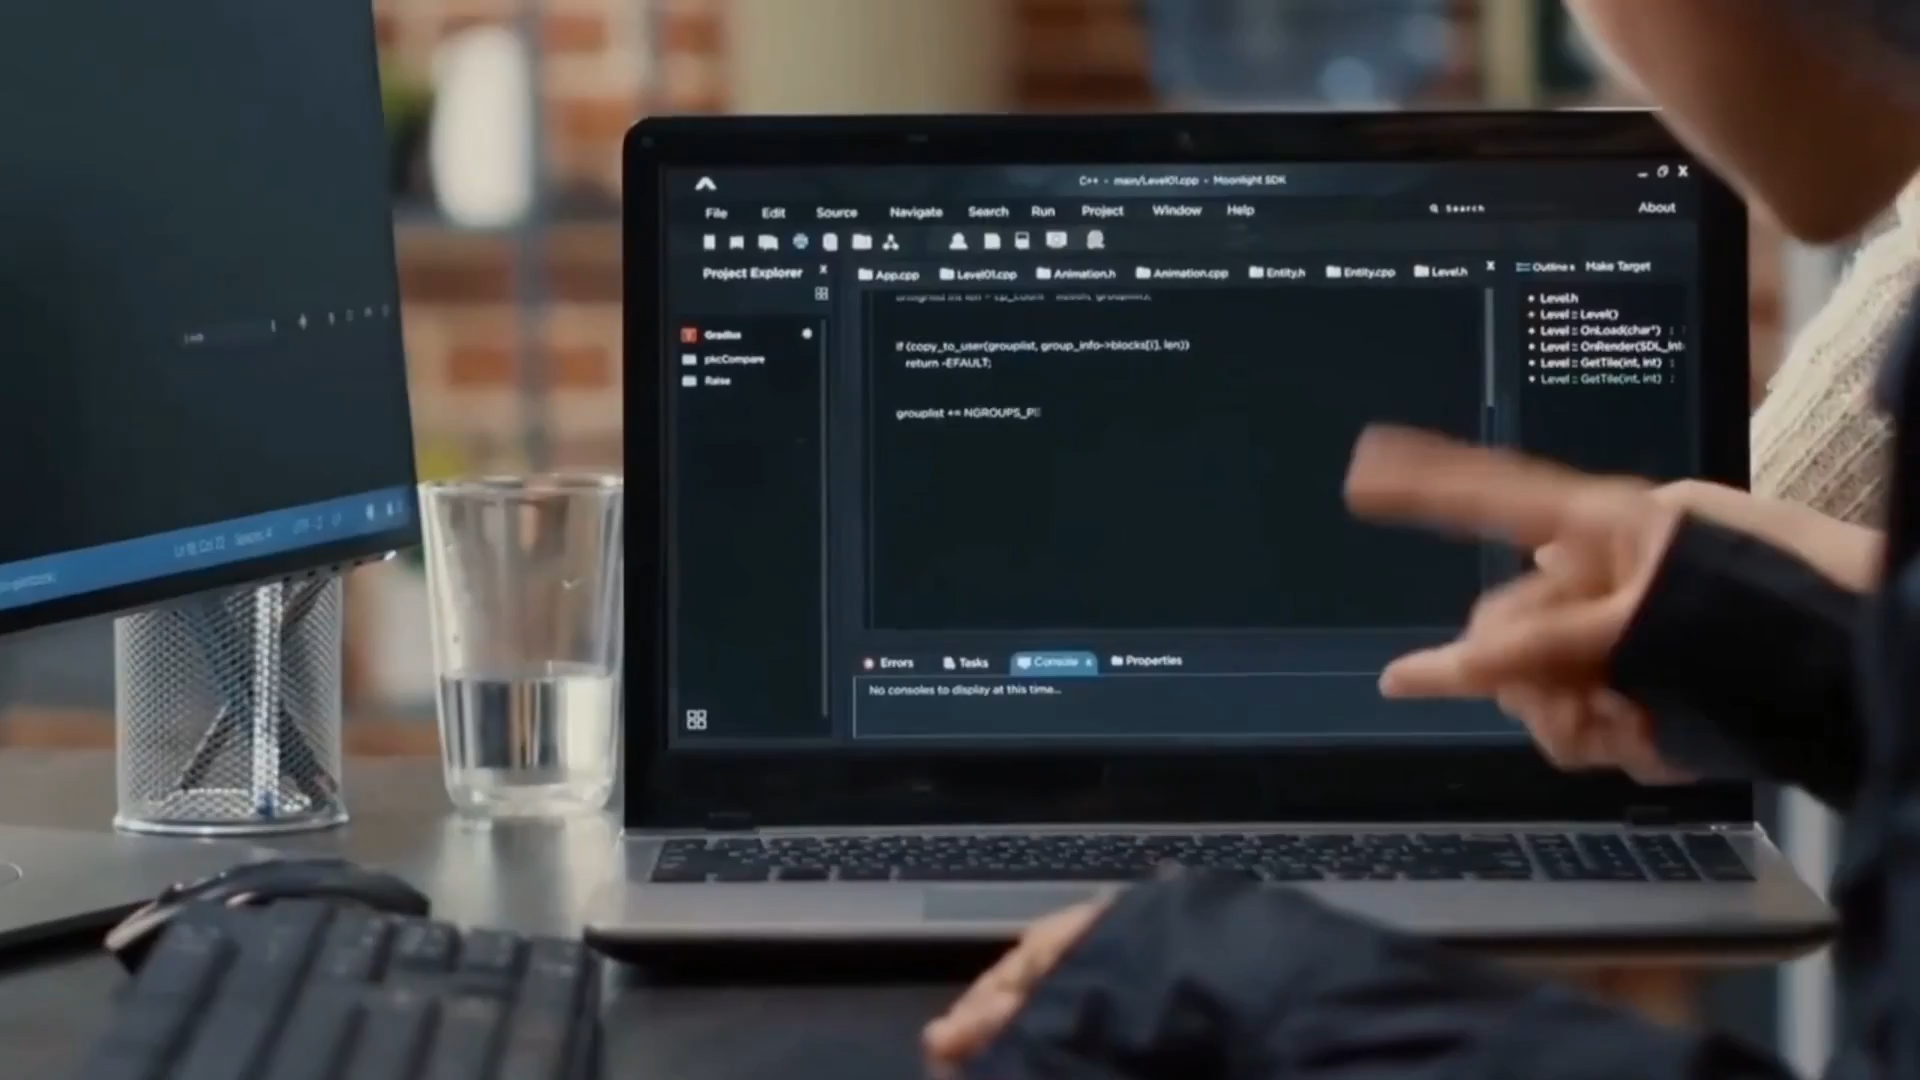 C++ - main/Level01.cpp - Moonlight SDK
File Edit Source Navigate Search Run Project Window Help Search About
Project Explorer x
App.cpp Level01.cpp Animation.h Animation.cpp Entity.h Entity.cpp Level.h x
Outline x Make Target
Gradius
pkcCompare
Raise
if (copy_to_user(grouplist, group_info->blocks[i], len))
return -EFAULT;
grouplist += NGROUPS_P
Level.h
Level :: Level()
Level :: OnLoad(char*) :
Level :: OnRender(SDL_Int
Level :: GetTile(int, int) :
Level :: GetTile(int, int) :
Errors Tasks Console x Properties
No consoles to display at this time...